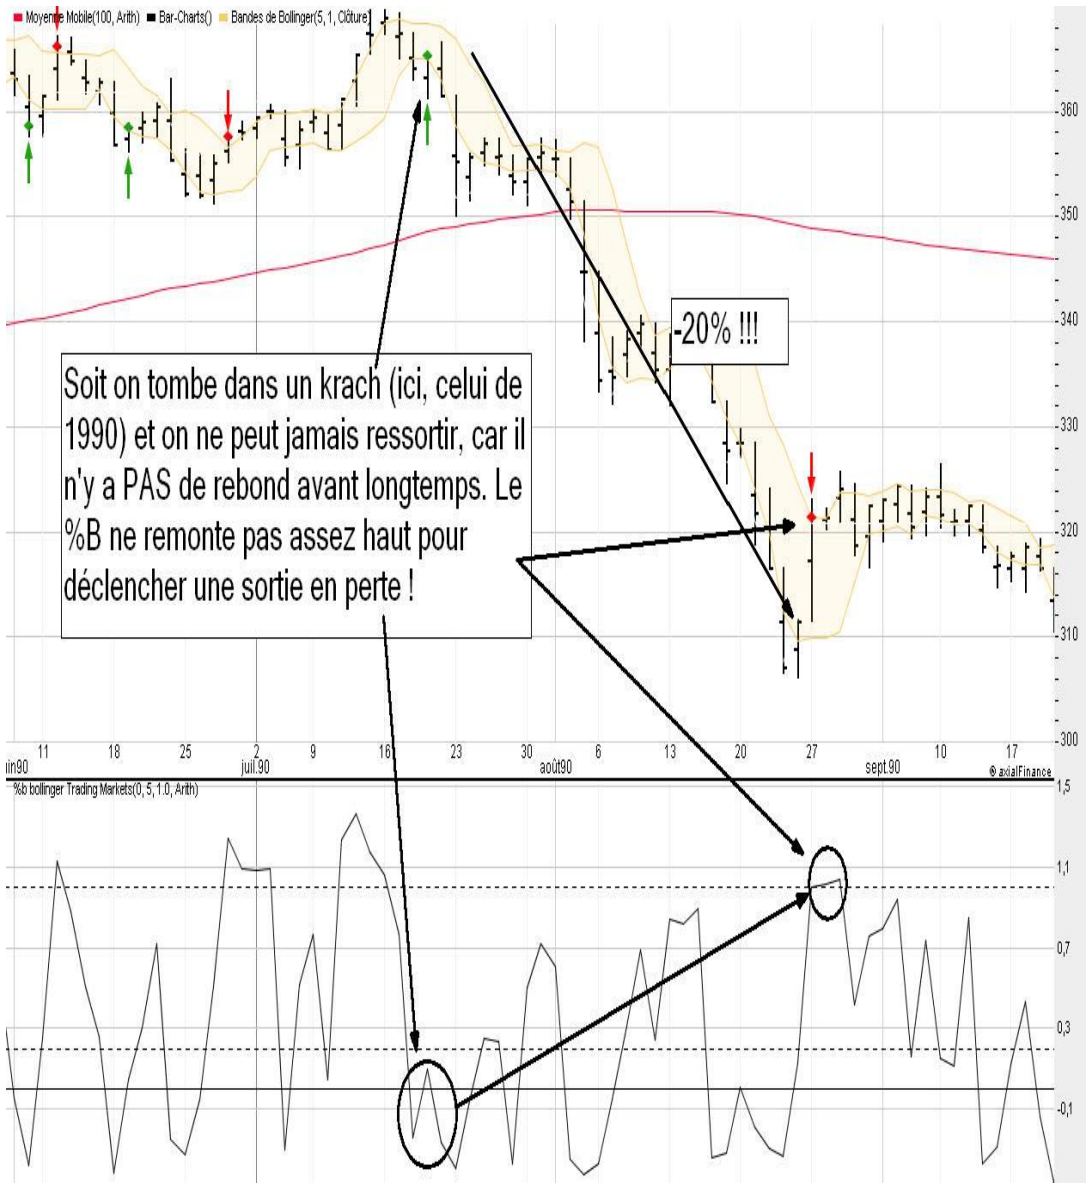 Moyenne Mobile(100, Arith) Bar-Charts() Bandes de Bollinger(5, 1, Clôture)
360
350
340
-20% !!!
Soit on tombe dans un krach (ici, celui de
1990) et on ne peut jamais ressortir, car il
n'y a PAS de rebond avant longtemps. Le
%B ne remonte pas assez haut pour
déclencher une sortie en perte !
330
320
310
300
11 18 25 2 9 16 23 30 6 13 20 27 10 17
uin90 juil.90 août90 sept.90
® axialFinance
%b bollinger Trading Markets(0, 5, 1.0, Arith)
1,5
1,1
0,7
0,3
-0,1